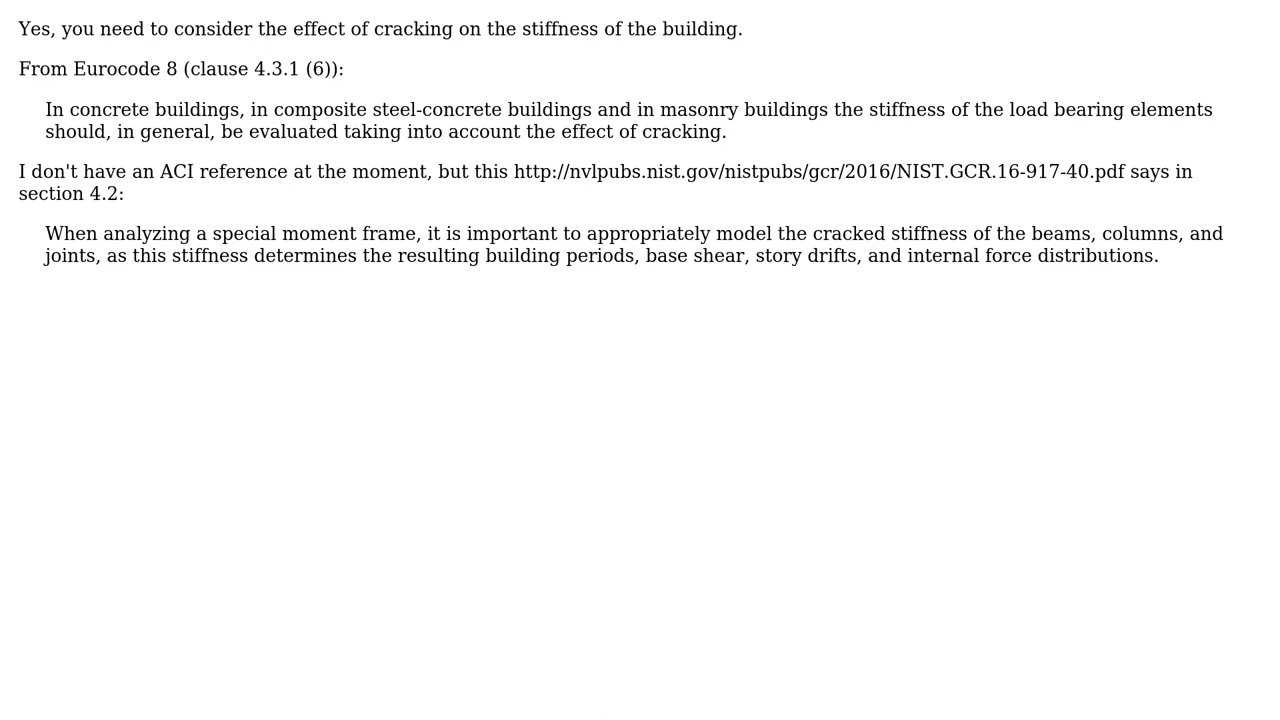 Yes, you need to consider the effect of cracking on the stiffness of the building.
From Eurocode 8 (clause 4.3.1 (6)):
In concrete buildings, in composite steel-concrete buildings and in masonry buildings the stiffness of the load bearing elements
should, in general, be evaluated taking into account the effect of cracking.
I don't have an ACI reference at the moment, but this http://nvlpubs.nist.gov/nistpubs/gcr/2016/NIST.GCR.16-917-40.pdf says in
section 4.2:
When analyzing a special moment frame, it is important to appropriately model the cracked stiffness of the beams, columns, and
joints, as this stiffness determines the resulting building periods, base shear, story drifts, and internal force distributions.